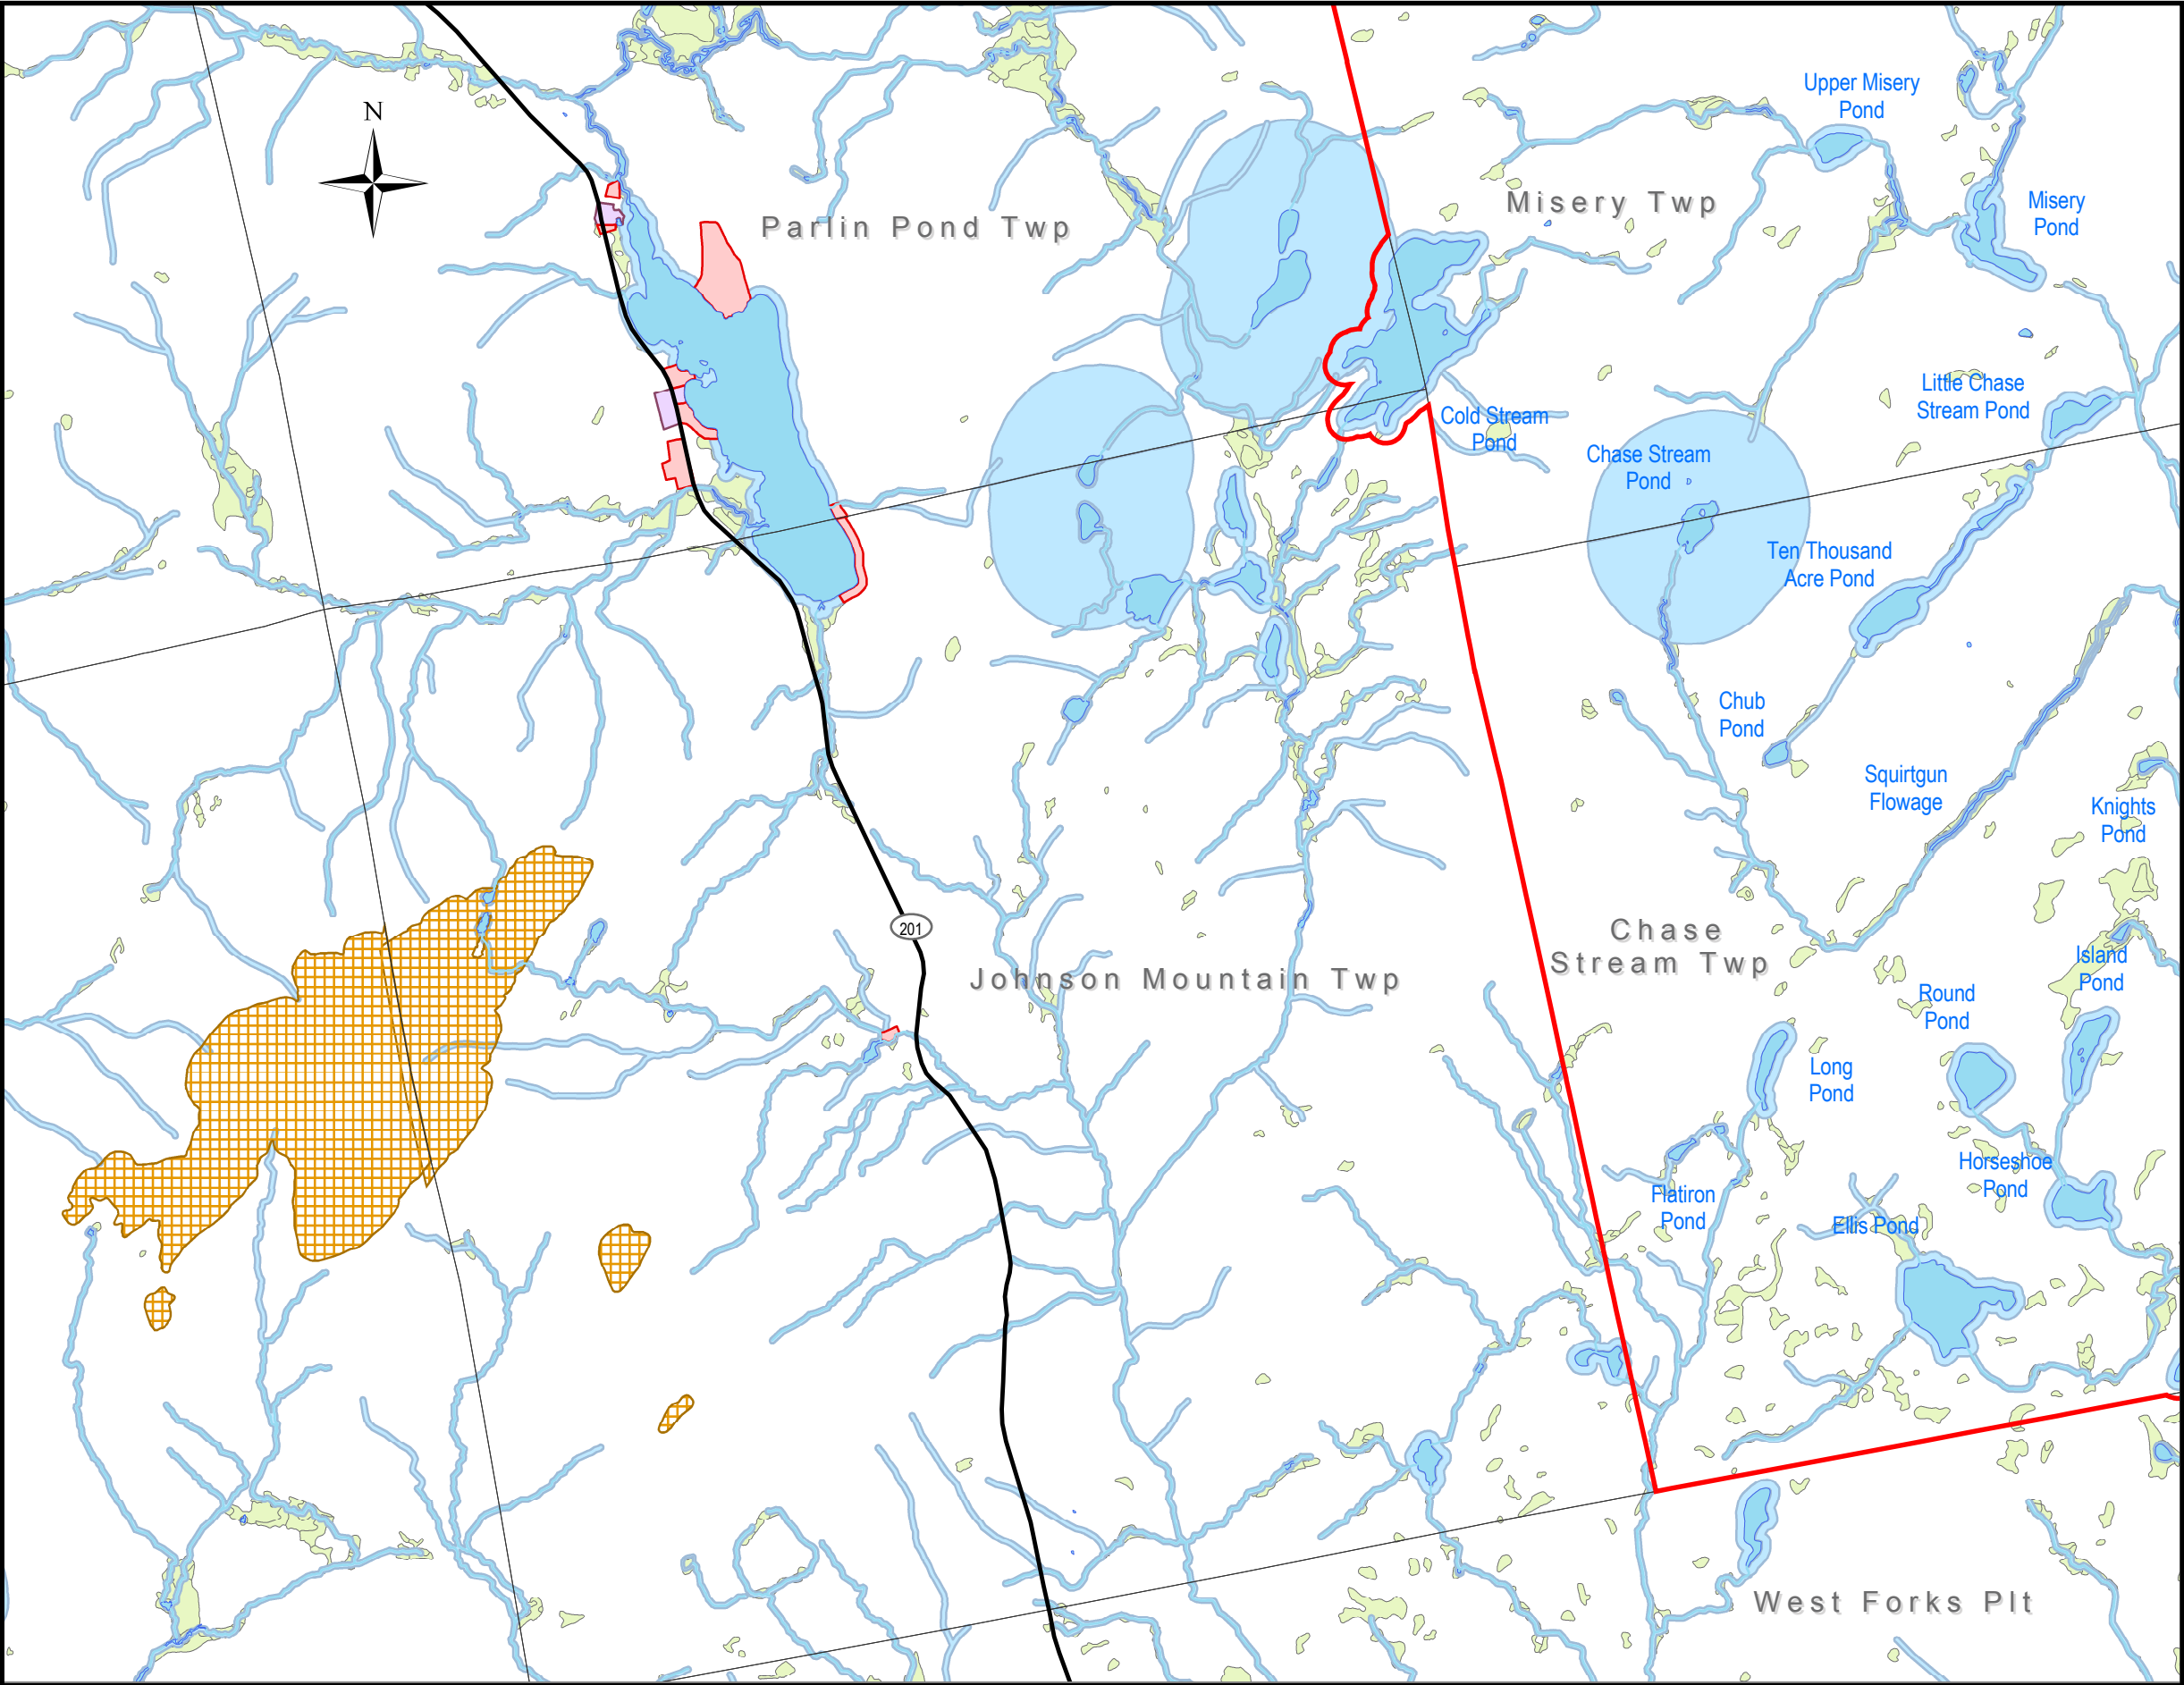 Upper Misery
Pond
N
Misery Twp
Misery
Pond
Parlin Pond Twp
Little Chase
Stream Pond
Cold Stream
Pond
Chase Stream
Pond
Ten Thousand
Acre Pond
Chub
Pond
Squirtgun
Flowage
Knights
Pond
201
Chase
Stream Twp
Johnson Mountain Twp
Island
Pond
Round
Pond
Long
Pond
Horseshoe
Pond
Flatiron
Pond
Ellis Pond
West Forks Plt